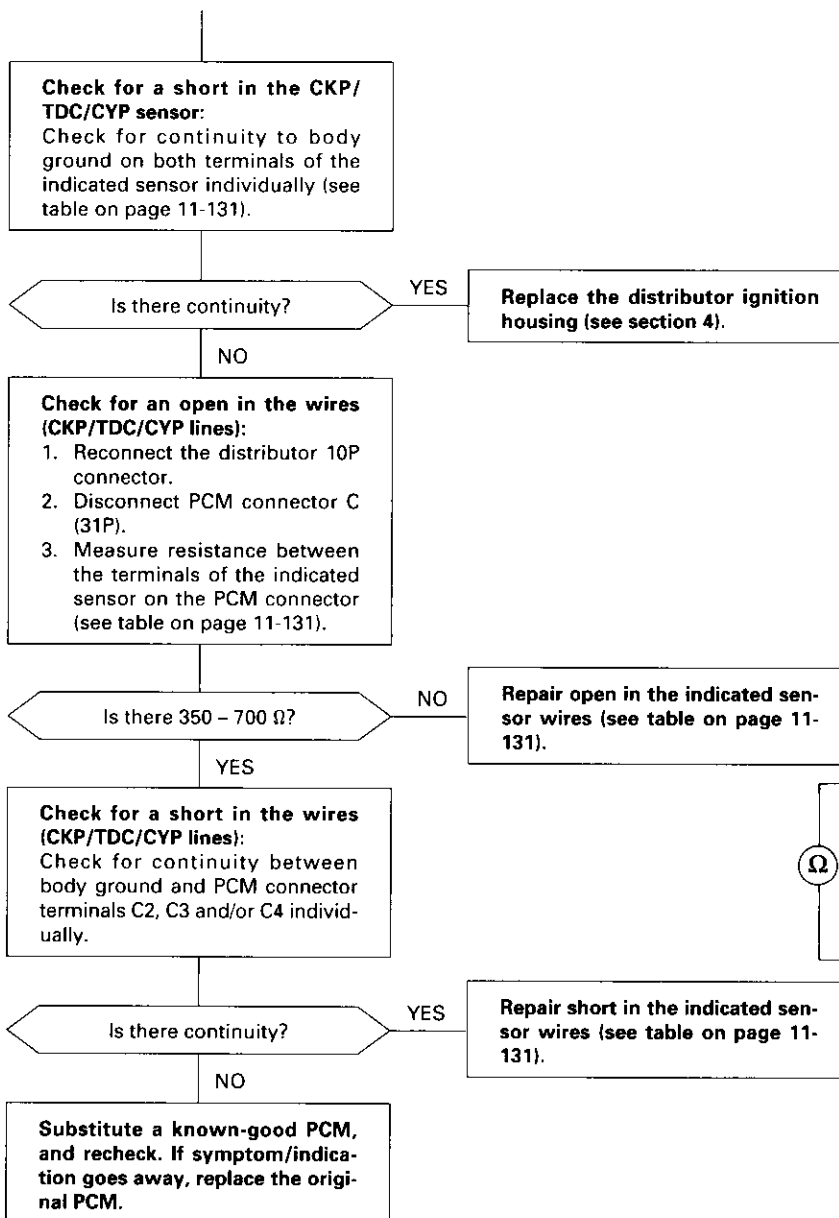 Check for a short in the CKP/
TDC/CYP sensor:
Check for continuity to body
ground on both terminals of the
indicated sensor individually (see
table on page 11-131).
Is there continuity?
YES
Replace the distributor ignition
housing (see section 4).
NO
Check for an open in the wires
(CKP/TDC/CYP lines):
1. Reconnect the distributor 10P
connector.
2. Disconnect PCM connector C
(31P).
3. Measure resistance between
the terminals of the indicated
sensor on the PCM connector
(see table on page 11-131).
Is there 350 – 700 Ω?
NO
Repair open in the indicated sen-
sor wires (see table on page 11-
131).
YES
Check for a short in the wires
(CKP/TDC/CYP lines):
Check for continuity between
body ground and PCM connector
terminals C2, C3 and/or C4 individ-
ually.
Ω
Is there continuity?
YES
Repair short in the indicated sen-
sor wires (see table on page 11-
131).
NO
Substitute a known-good PCM,
and recheck. If symptom/indica-
tion goes away, replace the origi-
nal PCM.